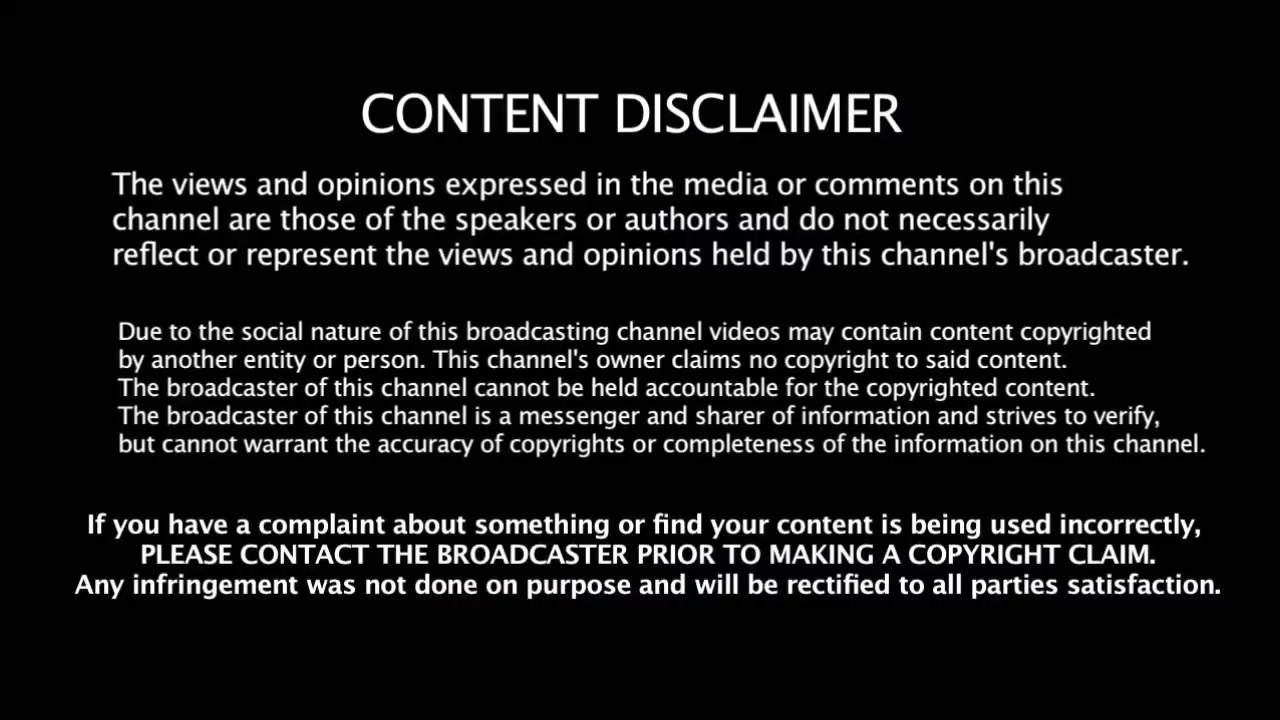 CONTENT DISCLAIMER
The views and opinions expressed in the media or comments on this
channel are those of the speakers or authors and do not necessarily
reflect or represent the views and opinions held by this channel's broadcaster.
Due to the social nature of this broadcasting channel videos may contain content copyrighted
by another entity or person. This channel's owner claims no copyright to said content.
The broadcaster of this channel cannot be held accountable for the copyrighted content.
The broadcaster of this channel is a messenger and sharer of information and strives to verify,
but cannot warrant the accuracy of copyrights or completeness of the information on this channel.
If you have a complaint about something or find your content is being used incorrectly,
PLEASE CONTACT THE BROADCASTER PRIOR TO MAKING A COPYRIGHT CLAIM.
Any infringement was not done on purpose and will be rectified to all parties satisfaction.